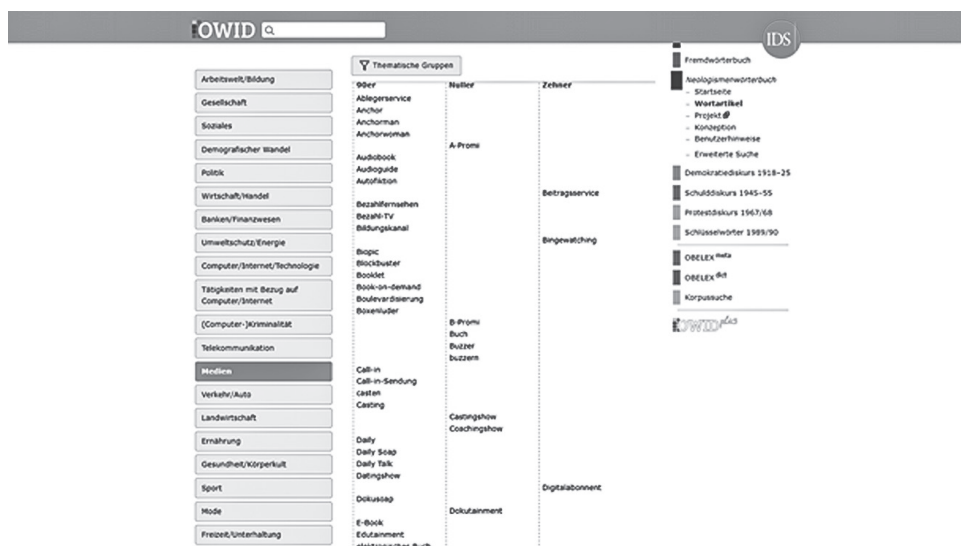 OWID
IDS
Arbeitswelt/Bildung
Gesellschaft
Soziales
Demografischer Wandel
Politik
Wirtschaft/Handel
Banken/Finanzwesen
Umweltschutz/Energie
Computer/Internet/Technologie
Tätigkeiten mit Bezug auf
Computer/Internet
(Computer-)Kriminalität
Telekommunikation
Medien
Verkehr/Auto
Landwirtschaft
Ernährung
Gesundheit/Körperkult
Sport
Mode
Freizeit/Unterhaltung
Thematische Gruppen
90er Nuller Zehner
Ablegerservice
Anchor
Anchorman
Anchorwoman
A-Promi
Audiobook
Audioguide
Autofiktion
Beitragsservice
Bezahlfernsehen
Bezahl-TV
Bildungskanal
Bingewatching
Biopic
Blockbuster
Booklet
Book-on-demand
Boulevardisierung
Boxenluder
B-Promi
Buch
Buzzer
buzzern
Call-in
Call-in-Sendung
casten
Casting
Castingshow
Coachingshow
Daily
Daily Soap
Daily Talk
Datingshow
Digitalabonnent
Dokusoap
Dokutainment
E-Book
Edutainment
elektronisches Buch
Fremdwörterbuch
Neologismenwörterbuch
- Startseite
- Wortartikel
- Projekt
- Konzeption
- Benutzerhinweise
- Erweiterte Suche
Demokratiediskurs 1918-25
Schulddiskurs 1945-55
Protestdiskurs 1967/68
Schlüsselwörter 1989/90
OBELEX meta
OBELEX dict
Korpussuche
OWID plus